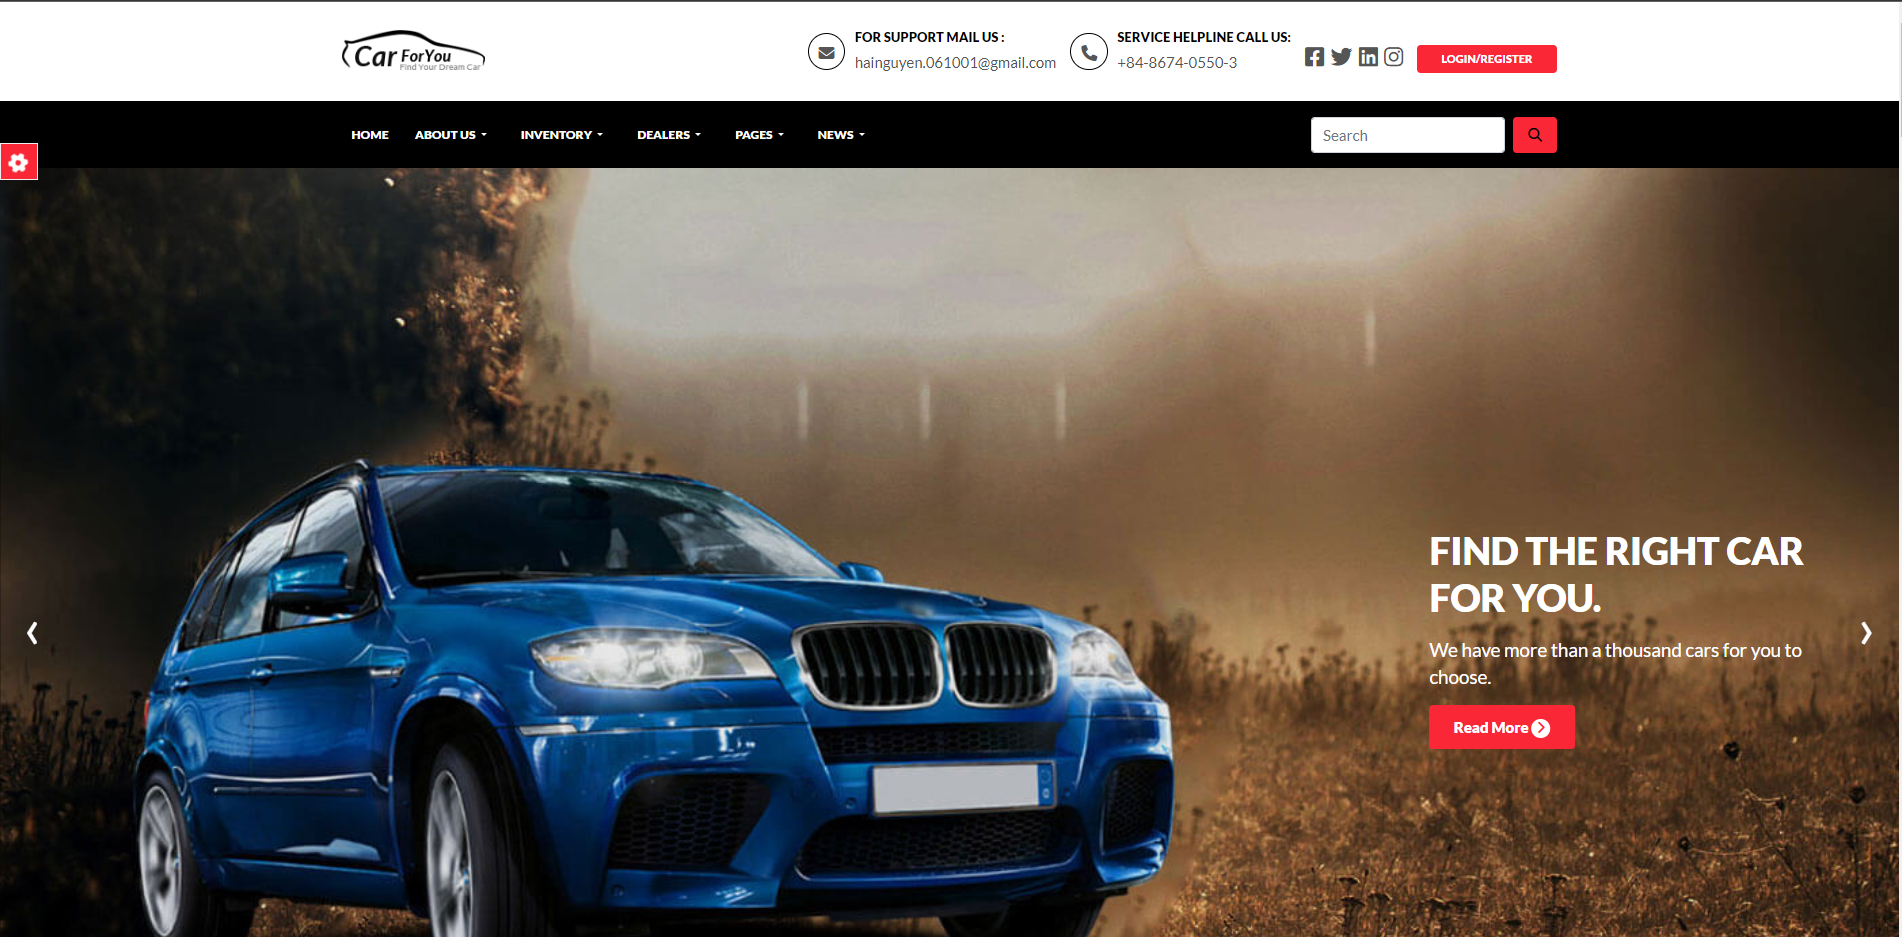 Car ForYou
Find Your Dream Car
FOR SUPPORT MAIL US :
hainguyen.061001@gmail.com
SERVICE HELPLINE CALL US:
+84-8674-0550-3
LOGIN/REGISTER
HOME ABOUT US INVENTORY DEALERS PAGES NEWS
Search
FIND THE RIGHT CAR
FOR YOU.
We have more than a thousand cars for you to
choose.
Read More